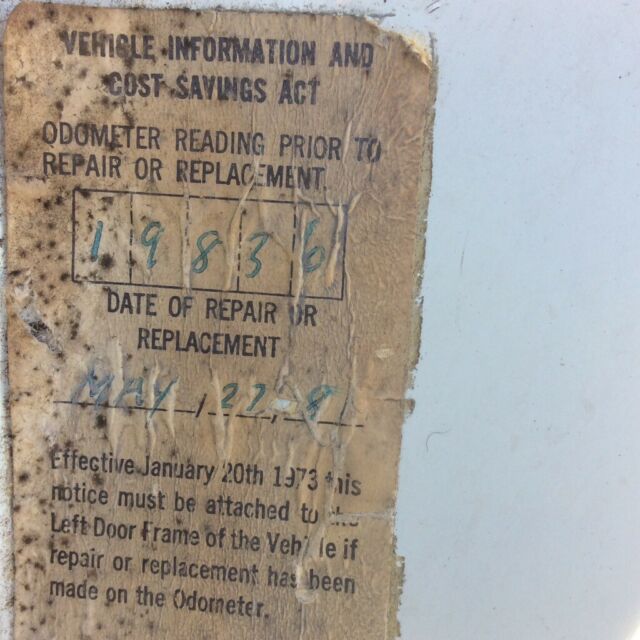 VEHICLE INFORMATION AND
COST SAVINGS ACT
ODOMETER READING PRIOR TO
REPAIR OR REPLACEMENT
1 9 8 3 6
DATE OF REPAIR OR
REPLACEMENT
MAY, 22,
Effective January 20th 1973 this
notice must be attached to the
Left Door Frame of the Vehicle if
repair or replacement has been
made on the Odometer.